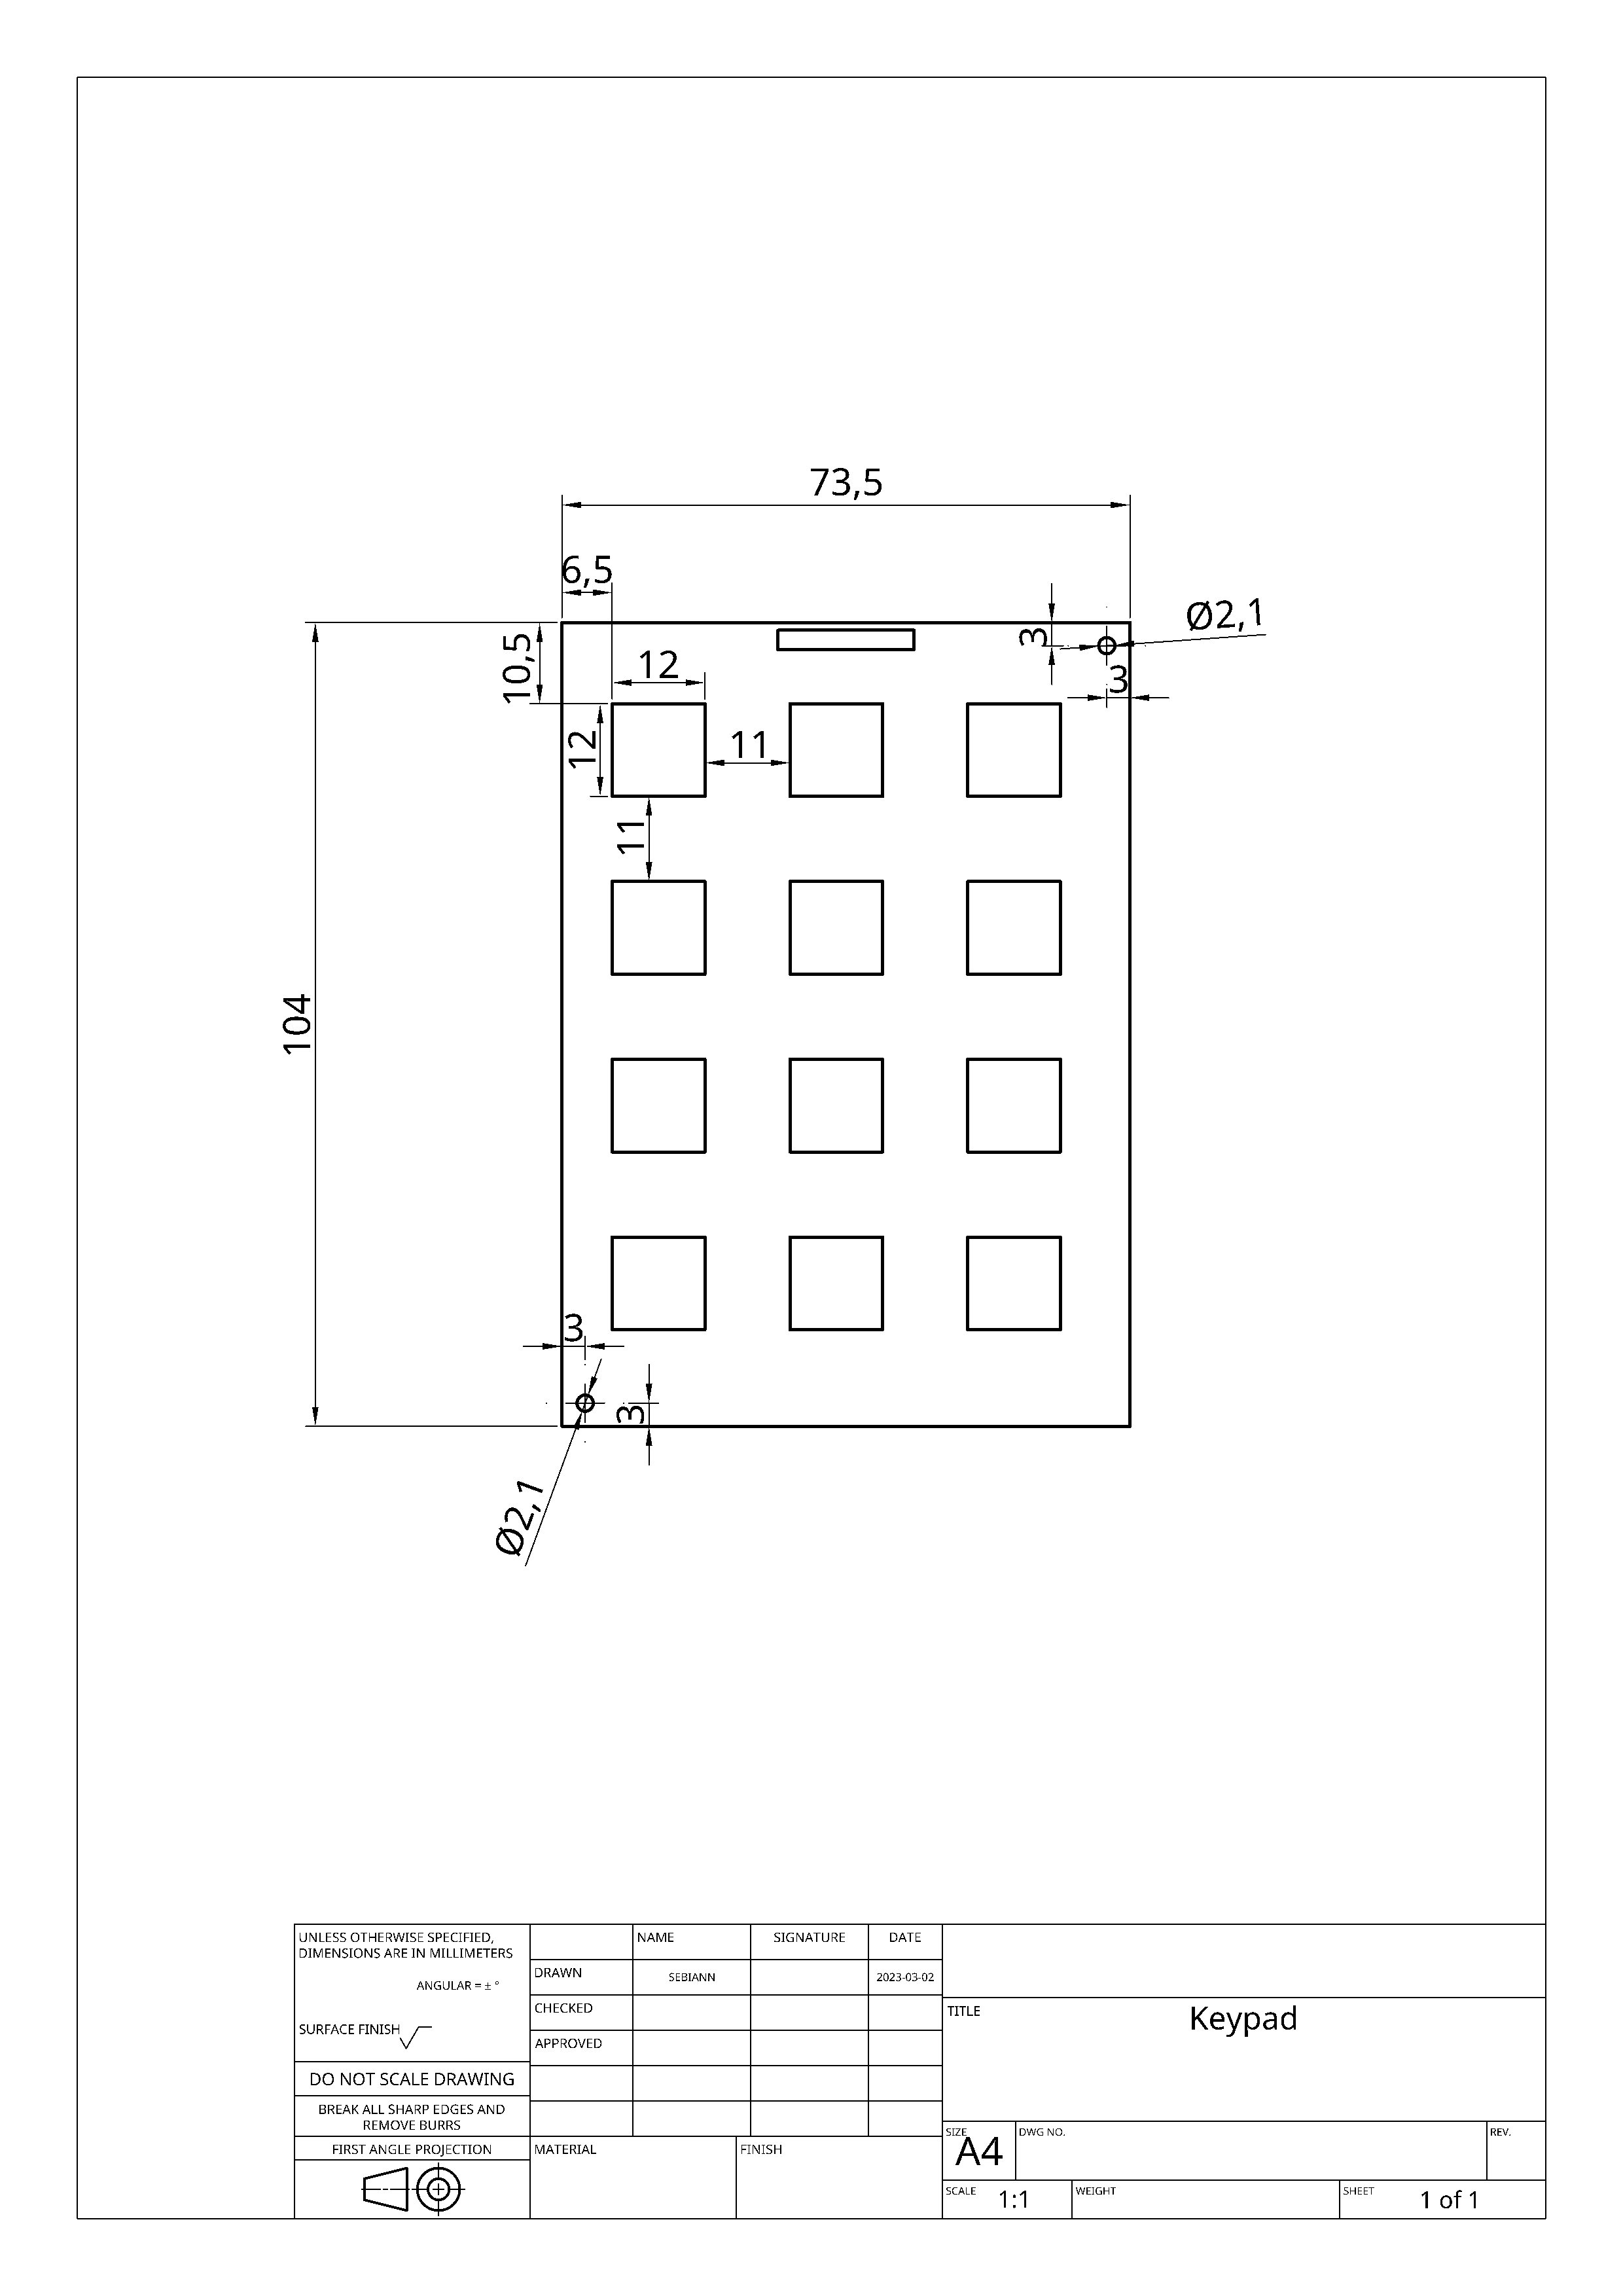 73,5
6,5
Ø2,1
3
10,5
12
3
12
11
11
104
3
3
Ø2,1
UNLESS OTHERWISE SPECIFIED,
DIMENSIONS ARE IN MILLIMETERS
ANGULAR = ± °
SURFACE FINISH
DO NOT SCALE DRAWING
BREAK ALL SHARP EDGES AND
REMOVE BURRS
FIRST ANGLE PROJECTION
NAME SIGNATURE DATE
DRAWN SEBIANN 2023-03-02
CHECKED
APPROVED
MATERIAL FINISH
TITLE Keypad
SIZE A4 DWG NO. REV.
SCALE 1:1 WEIGHT SHEET 1 of 1